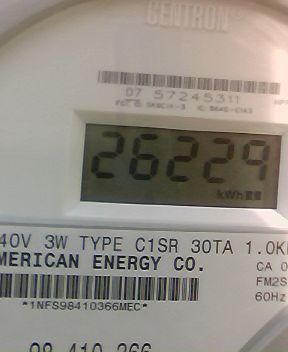 CENTRON®
07 57245311
26229
kWh
40V 3W TYPE C1SR 30TA 1.0K
MERICAN ENERGY CO.
CA 0
FM2S
60Hz
*1NFS98410366MEC*